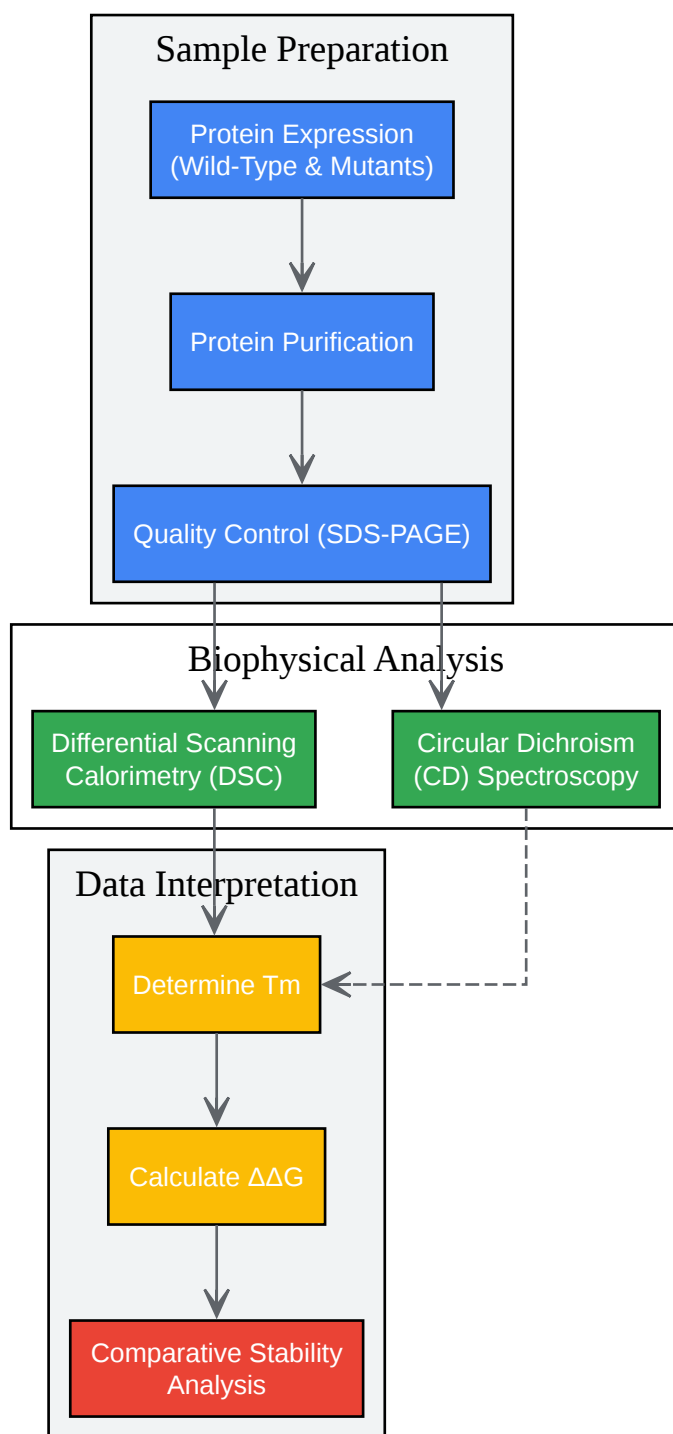 Sample Preparation
Protein Expression
(Wild-Type & Mutants)
Protein Purification
Quality Control (SDS-PAGE)
Biophysical Analysis
Differential Scanning
Calorimetry (DSC)
Circular Dichroism
(CD) Spectroscopy
Data Interpretation
Determine Tm
Calculate ΔΔG
Comparative Stability
Analysis